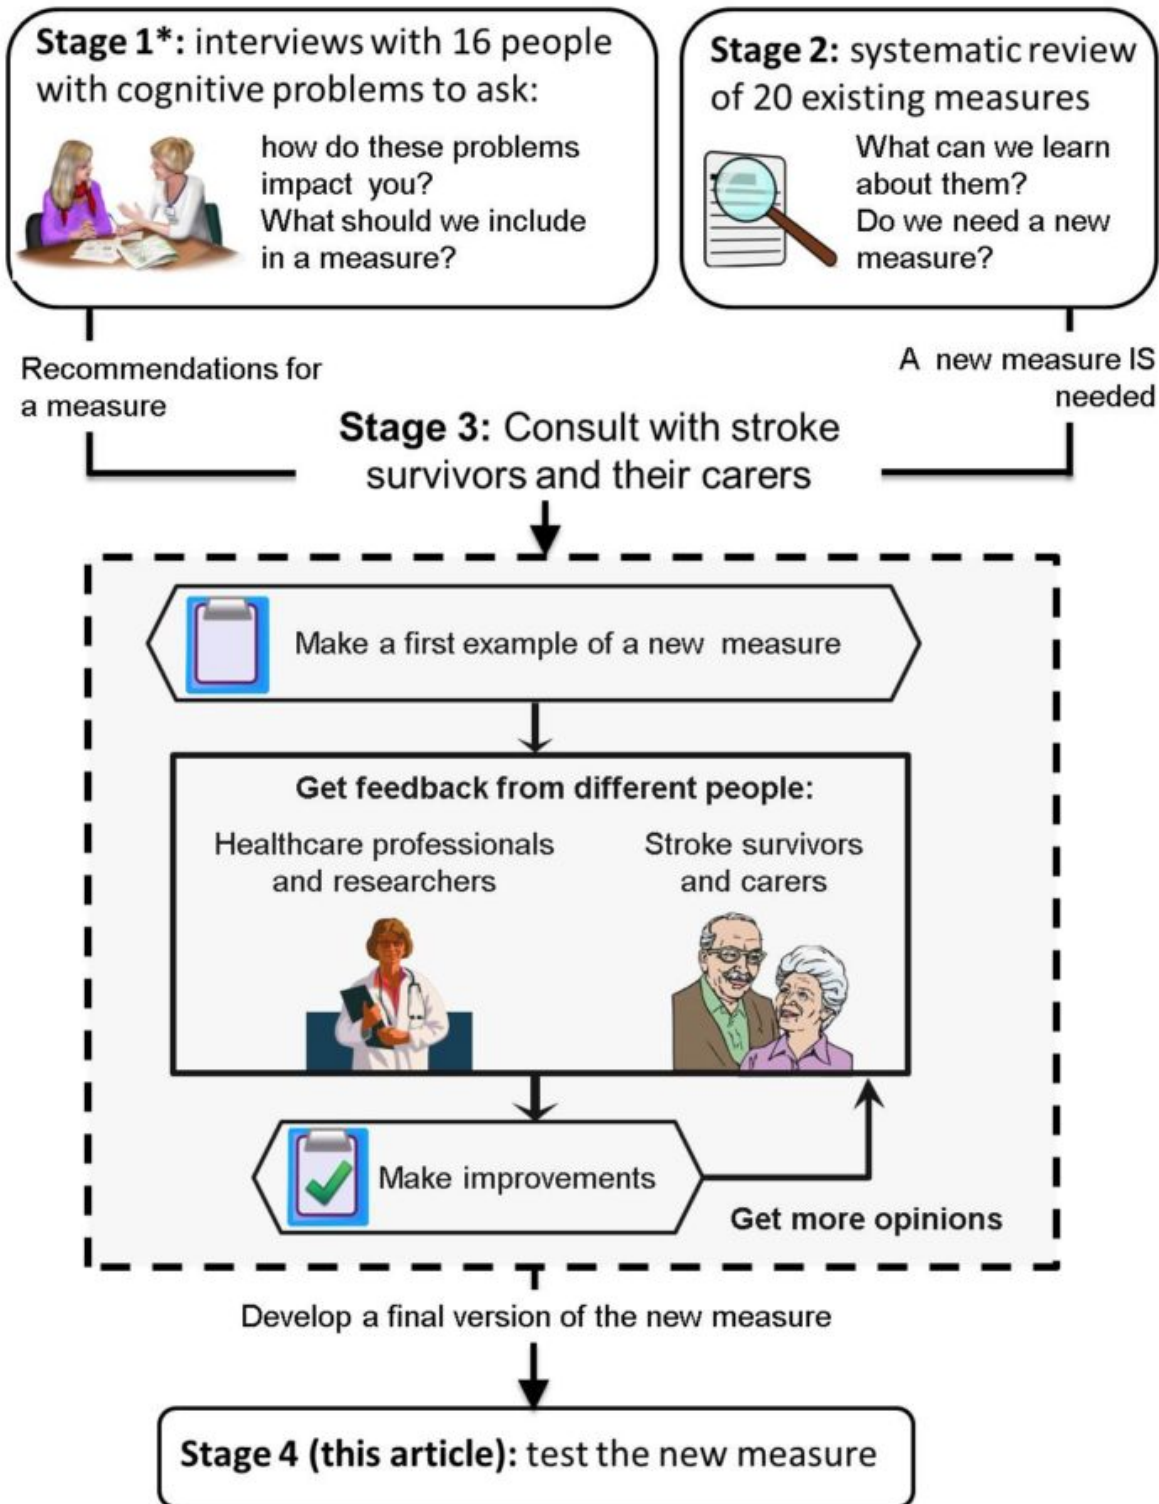 Stage 1*: interviews with 16 people
with cognitive problems to ask:
how do these problems
impact you?
What should we include
in a measure?
Stage 2: systematic review
of 20 existing measures
What can we learn
about them?
Do we need a new
measure?
Recommendations for
a measure
A new measure IS
needed
Stage 3: Consult with stroke
survivors and their carers
Make a first example of a new measure
Get feedback from different people:
Healthcare professionals
and researchers
Stroke survivors
and carers
Make improvements
Get more opinions
Develop a final version of the new measure
Stage 4 (this article): test the new measure